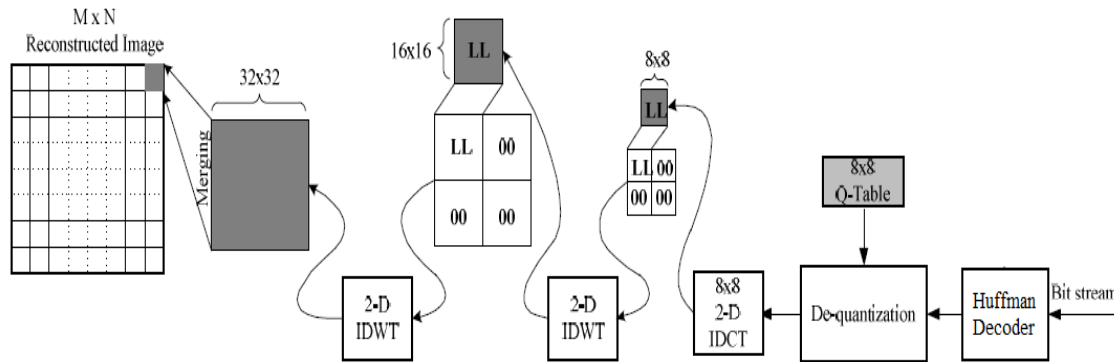 M x N
Reconstructed Image
32x32
Merging
16x16
LL
LL 00
00 00
8x8
LL
LL 00
00 00
8x8
Q-Table
2-D
IDWT
2-D
IDWT
8x8
2-D
IDCT
De-quantization
Huffman
Decoder
Bit stream